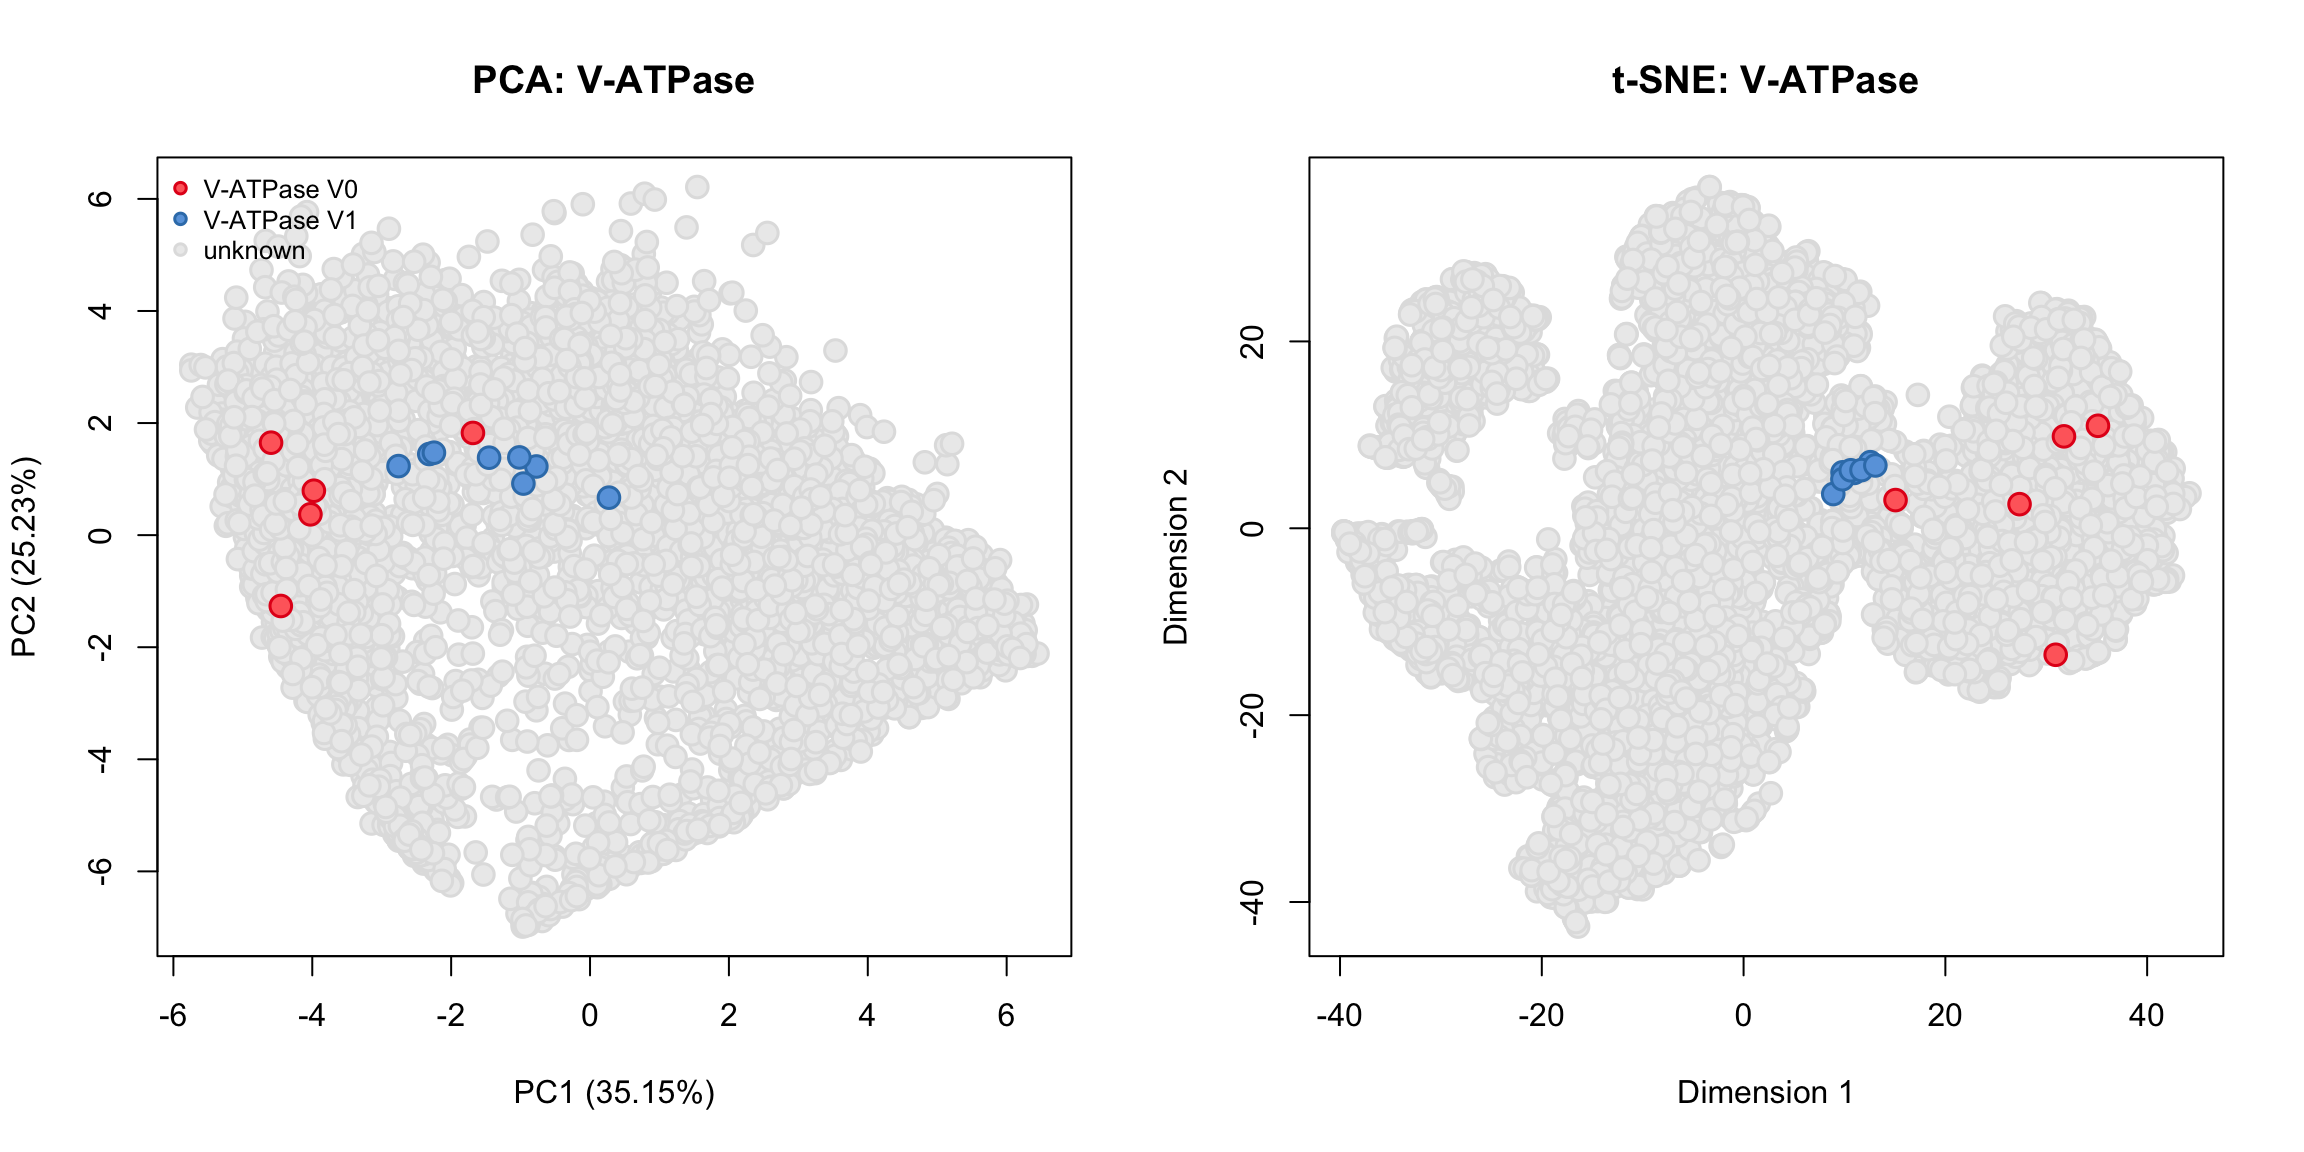 PCA: V-ATPase
V-ATPase V0
V-ATPase V1
unknown
6
4
2
0
-2
-4
-6
PC2 (25.23%)
-6
-4
-2
0
2
4
6
PC1 (35.15%)
t-SNE: V-ATPase
20
0
-20
-40
Dimension 2
-40
-20
0
20
40
Dimension 1